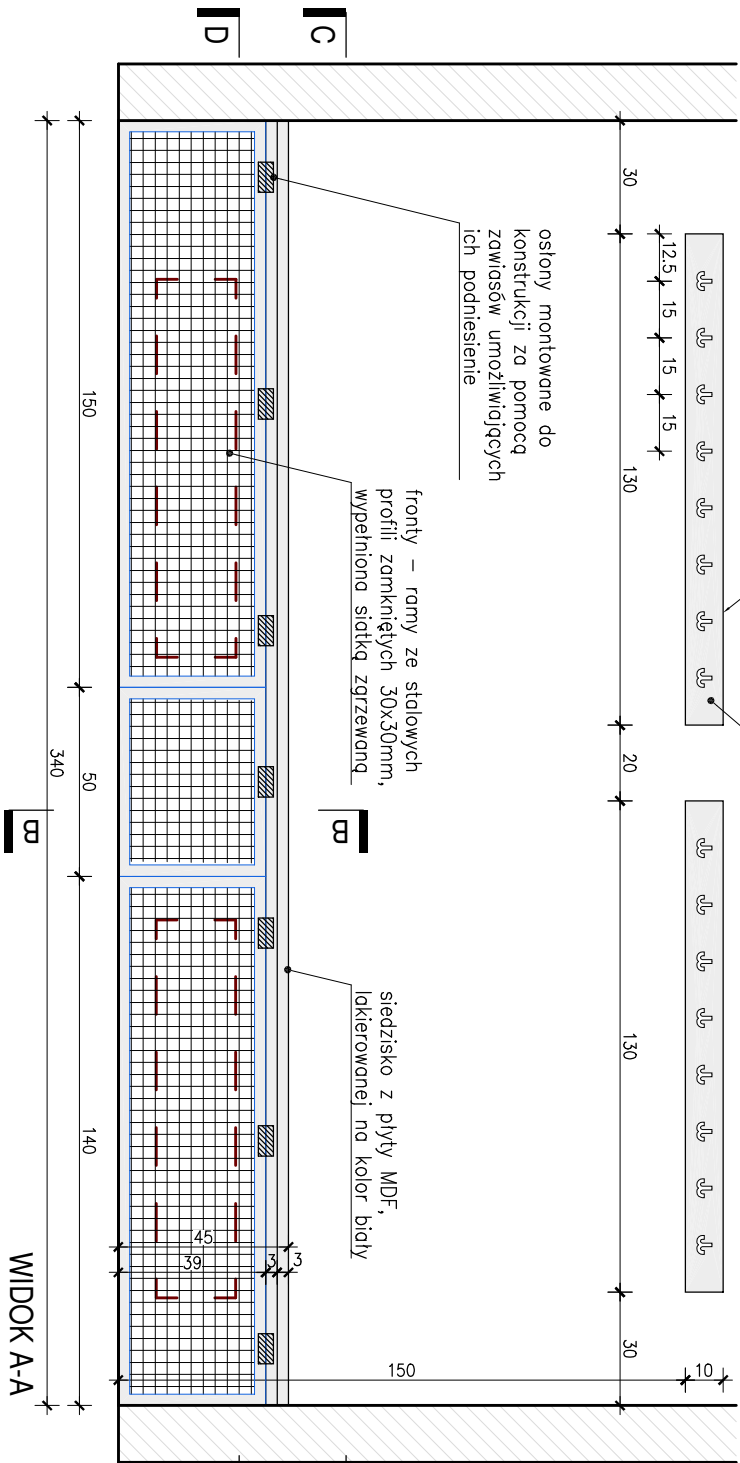 C
D
30
130
20
130
30
12.5
15
15
15
osłony montowane do
konstrukcji za pomocą
zawiasów umożliwiających
ich podniesienie
fronty – ramy ze stalowych
profili zamkniętych 30x30mm,
wypełniona siatką zgrzewaną
siedzisko z płyty MDF,
lakierowanej na kolor biały
B
B
45
39
3
3
150
10
150
50
140
340
WIDOK A-A